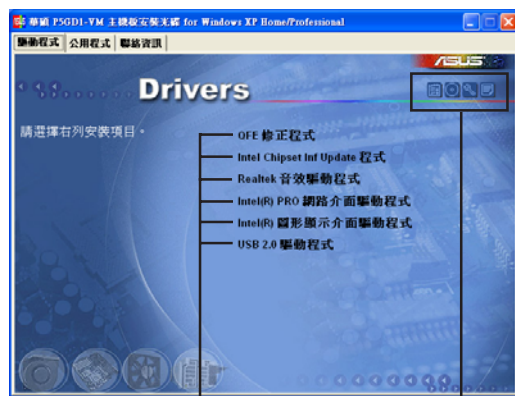 華碩 P5GD1-VM 主機板安裝光碟 for Windows XP Home/Professional
驅動程式 公用程式 聯絡資訊
ASUS
Drivers
請選擇右列安裝項目。
QFE 修正程式
Intel Chipset Inf Update 程式
Realtek 音效驅動程式
Intel(R) PRO 網路介面驅動程式
Intel(R) 圖形顯示介面驅動程式
USB 2.0 驅動程式